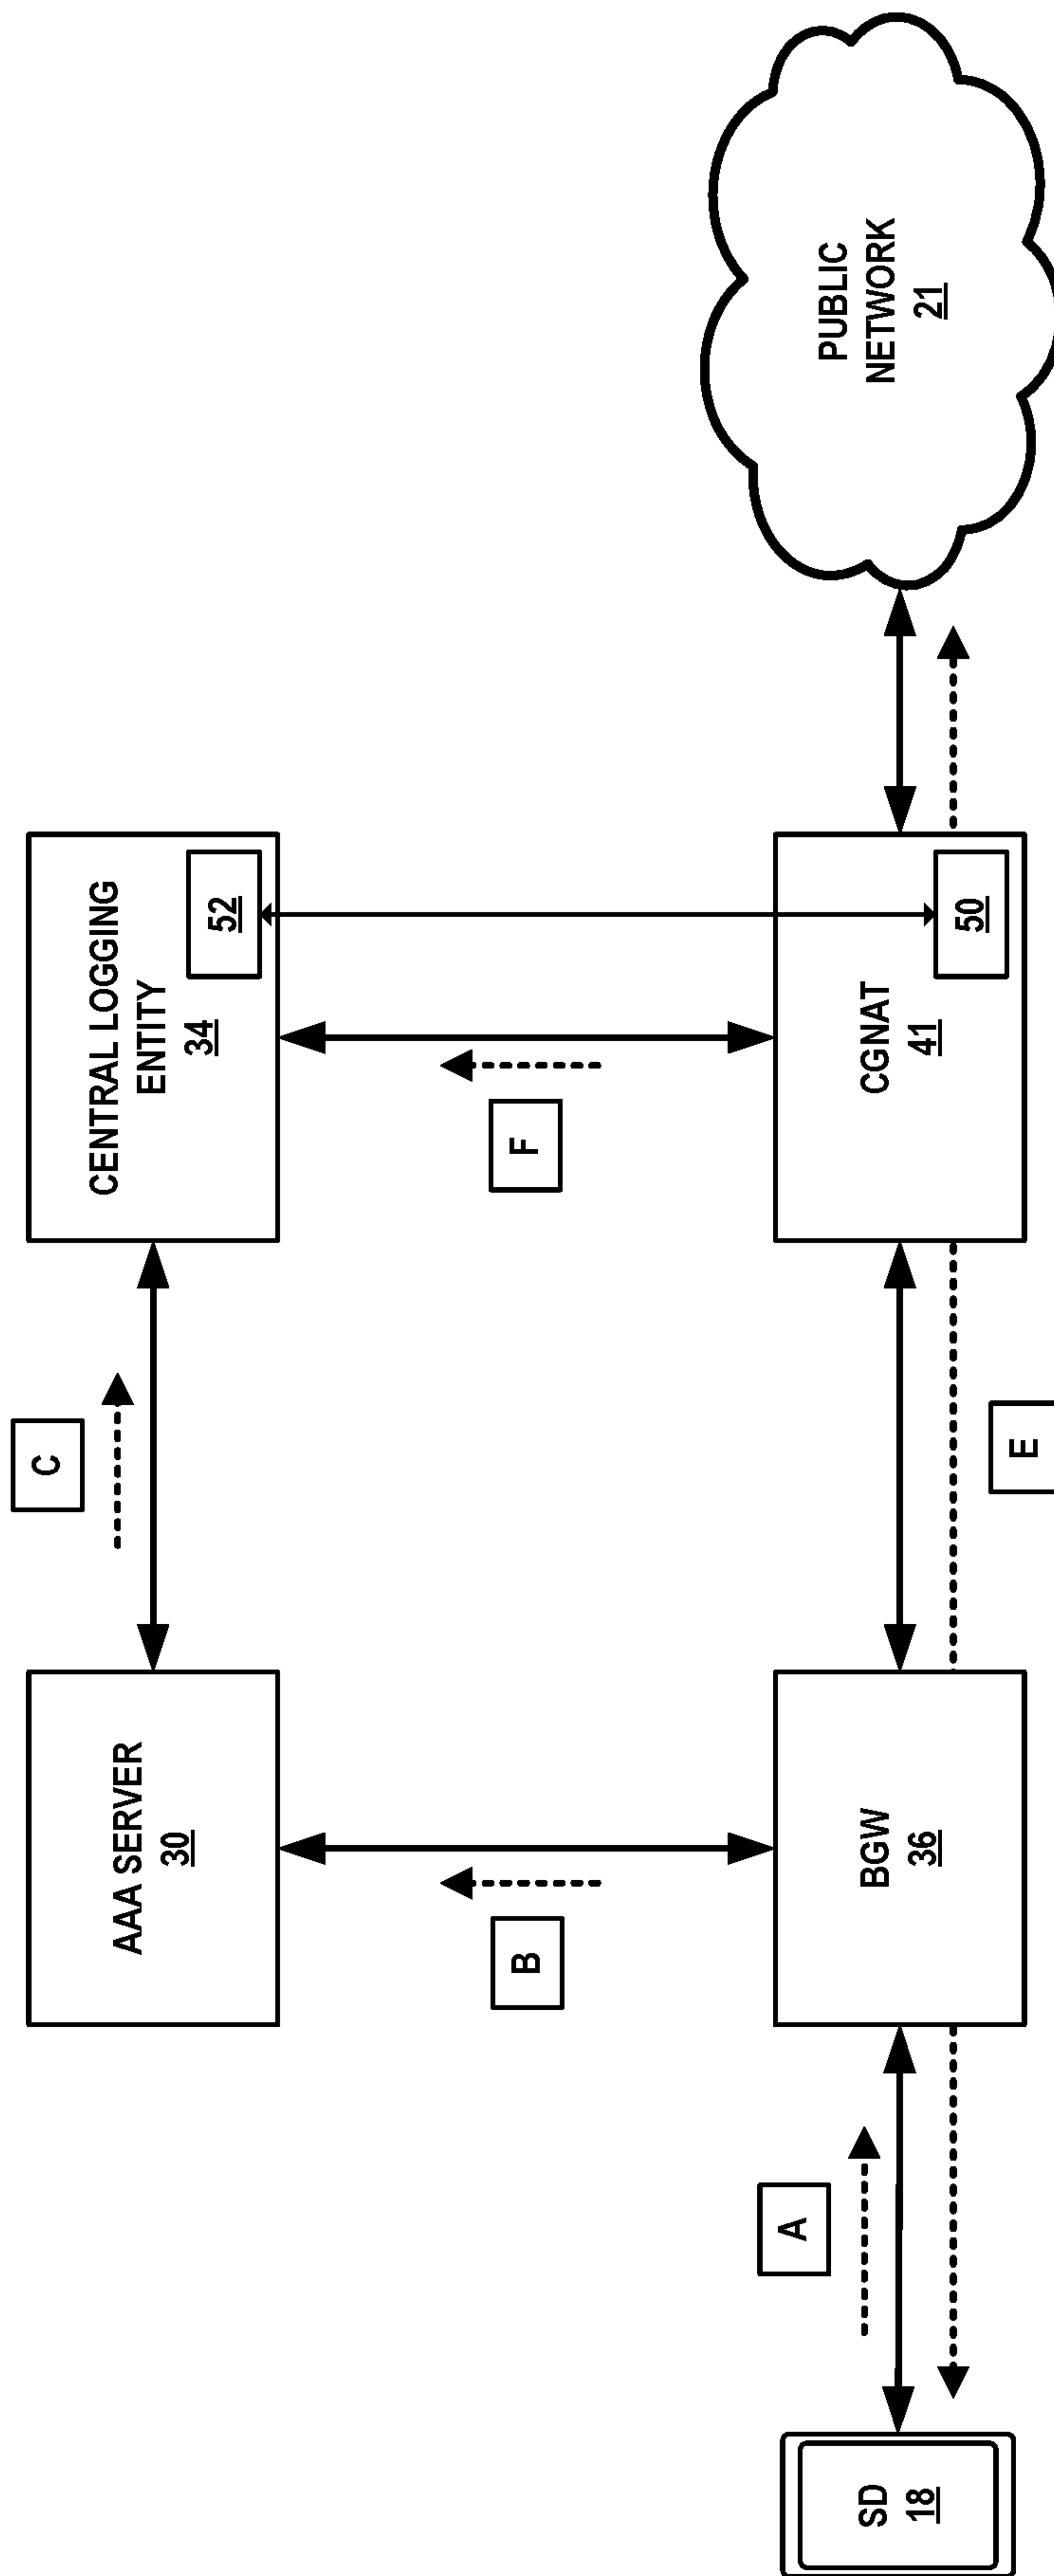 C
AAA SERVER
30
CENTRAL LOGGING
ENTITY
34
52
B
F
A
SD
18
BGW
36
CGNAT
41
50
PUBLIC
NETWORK
21
E